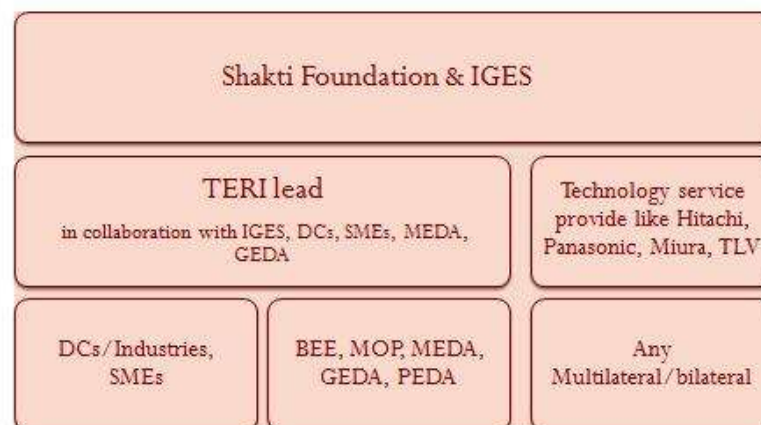 Shakti Foundation & IGES
TERI lead
in collaboration with IGES, DCs, SMEs, MEDA,
GEDA
Technology service
provide like Hitachi,
Panasonic, Miura, TLV
DCs/Industries,
SMEs
BEE, MOP, MEDA,
GEDA, PEDA
Any
Multilateral/bilateral